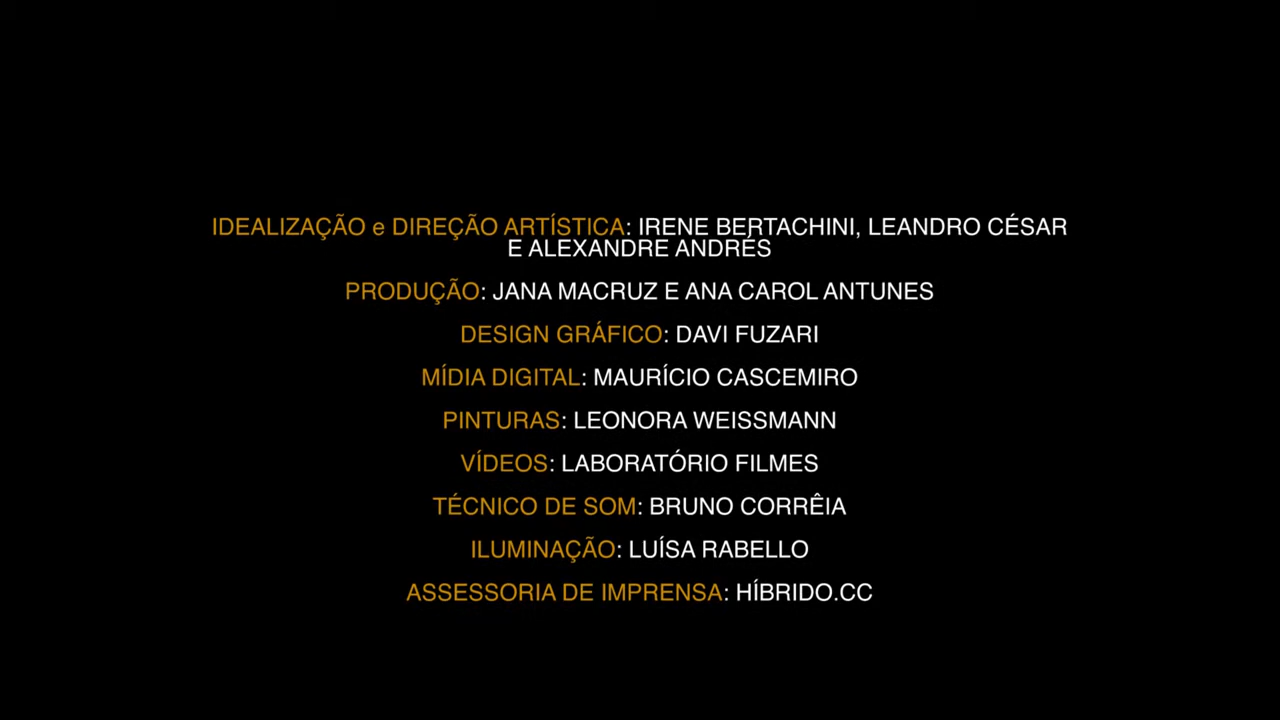 IDEALIZAÇÃO e DIREÇÃO ARTÍSTICA: IRENE BERTACHINI, LEANDRO CÉSAR
E ALEXANDRE ANDRÉS
PRODUÇÃO: JANA MACRUZ E ANA CAROL ANTUNES
DESIGN GRÁFICO: DAVI FUZARI
MÍDIA DIGITAL: MAURÍCIO CASCEMIRO
PINTURAS: LEONORA WEISSMANN
VÍDEOS: LABORATÓRIO FILMES
TÉCNICO DE SOM: BRUNO CORRÊIA
ILUMINAÇÃO: LUÍSA RABELLO
ASSESSORIA DE IMPRENSA: HÍBRIDO.CC